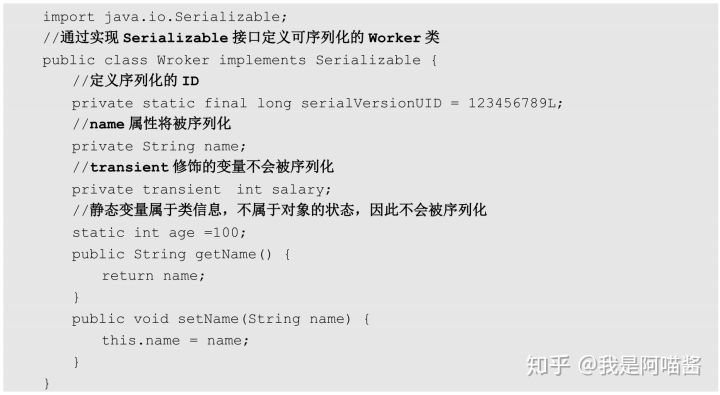 import java.io.Serializable;
//通过实现 Serializable 接口定义可序列化的 Worker 类
public class Wroker implements Serializable {
//定义序列化的 ID
private static final long serialVersionUID = 123456789L;
//name 属性将被序列化
private String name;
//transient 修饰的变量不会被序列化
private transient int salary;
//静态变量属于类信息，不属于对象的状态，因此不会被序列化
static int age =100;
public String getName() {
return name;
}
public void setName(String name) {
this.name = name;
}
}
知乎 @我是阿喵酱